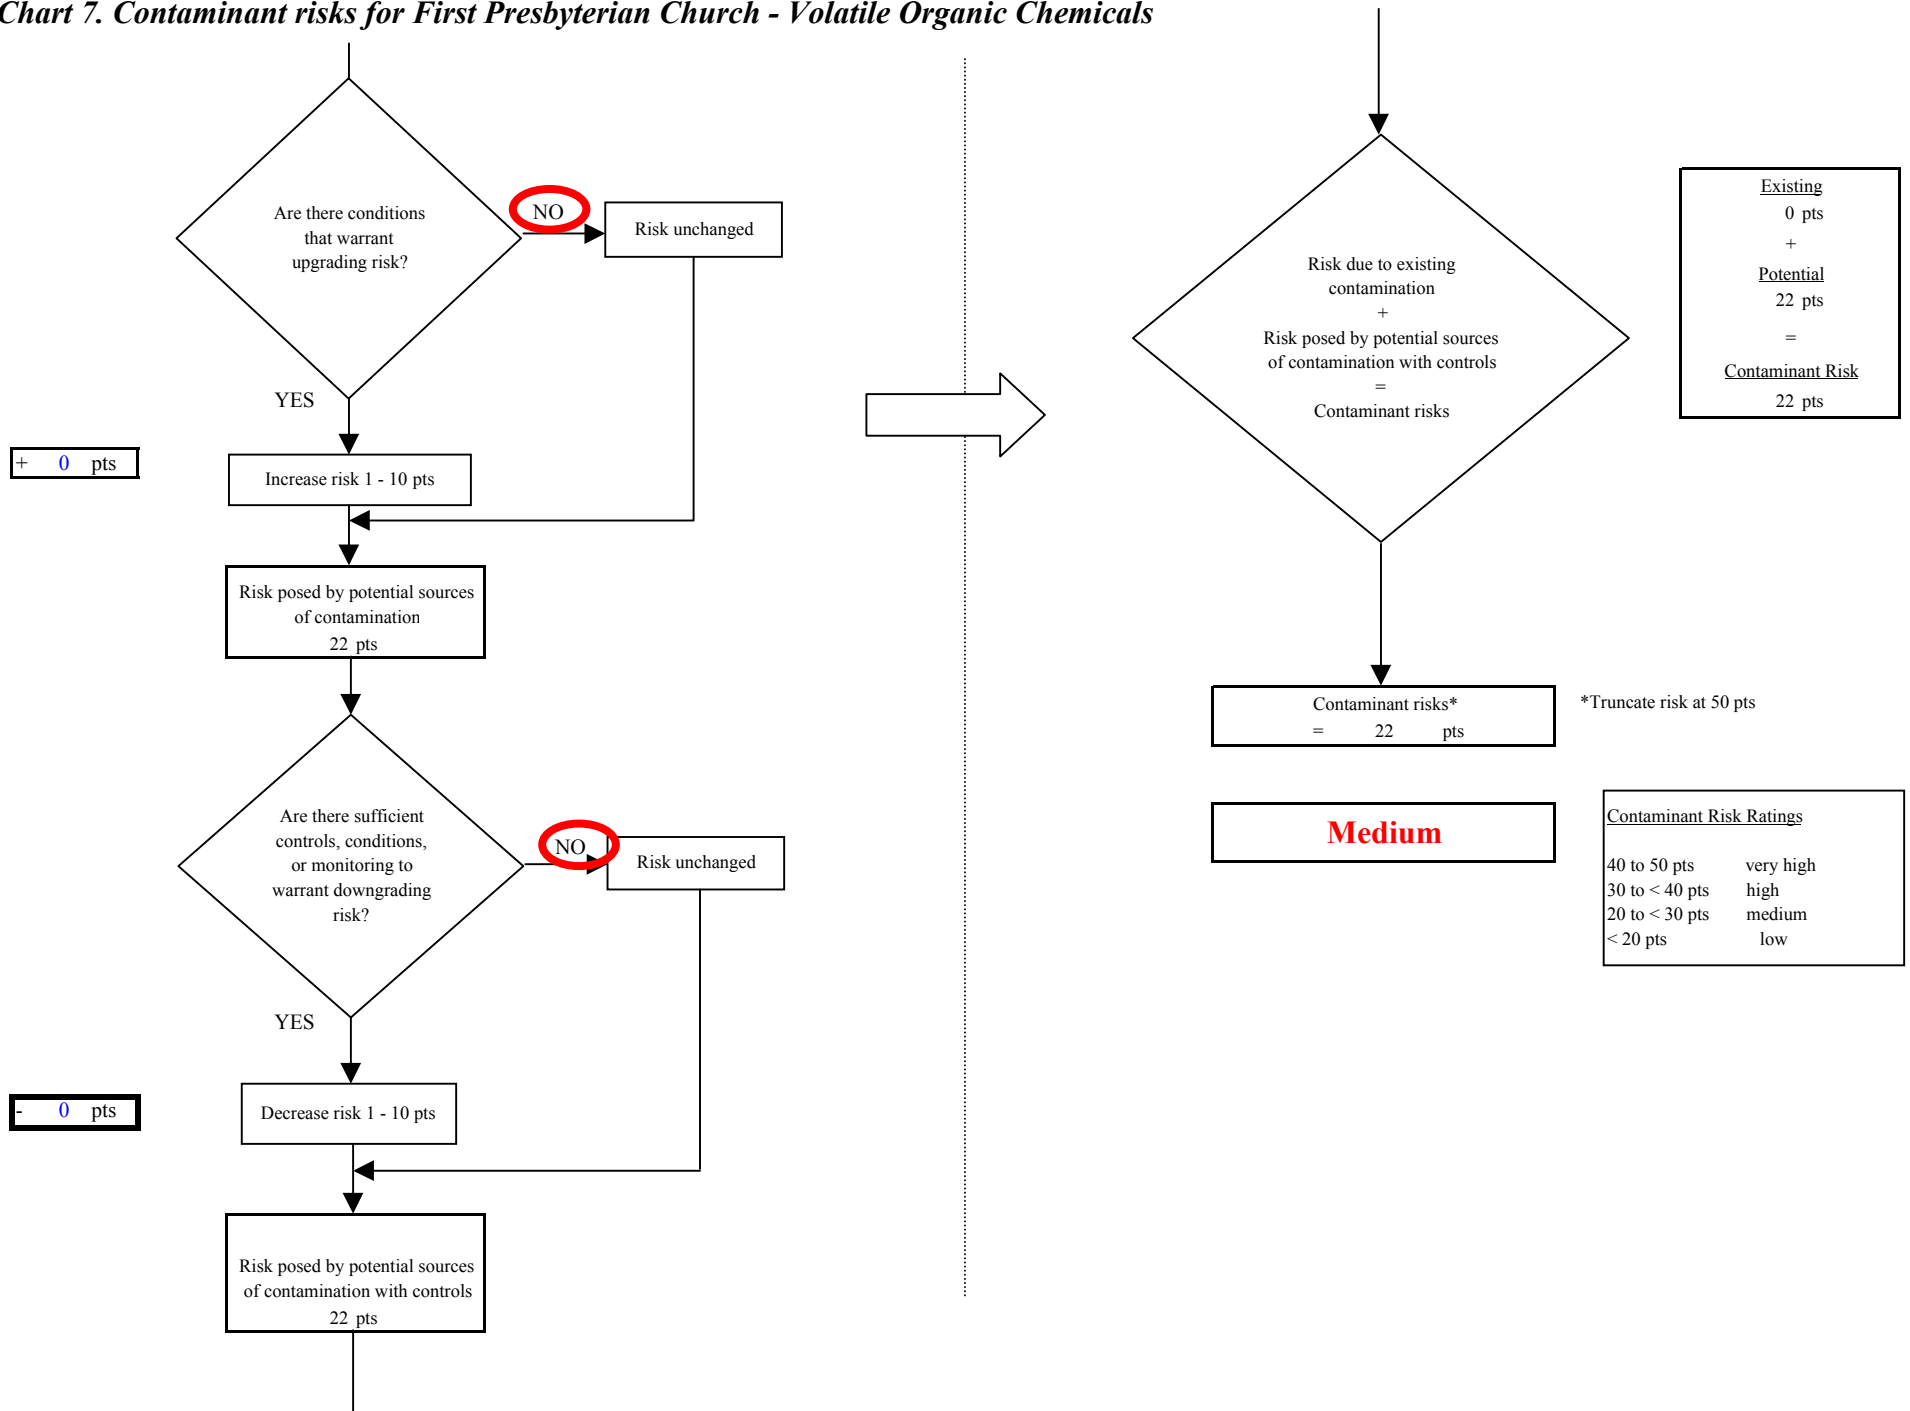 Chart 7. Contaminant risks for First Presbyterian Church - Volatile Organic Chemicals
Are there conditions
that warrant
upgrading risk?
NO
Risk unchanged
YES
+ 0 pts
Increase risk 1 - 10 pts
Risk posed by potential sources
of contamination
22 pts
Are there sufficient
controls, conditions,
or monitoring to
warrant downgrading
risk?
NO
Risk unchanged
YES
- 0 pts
Decrease risk 1 - 10 pts
Risk posed by potential sources
of contamination with controls
22 pts
Risk due to existing
contamination
+
Risk posed by potential sources
of contamination with controls
=
Contaminant risks
Existing
0 pts
+
Potential
22 pts
=
Contaminant Risk
22 pts
Contaminant risks*
= 22 pts
*Truncate risk at 50 pts
Medium
Contaminant Risk Ratings
40 to 50 pts very high
30 to < 40 pts high
20 to < 30 pts medium
< 20 pts low